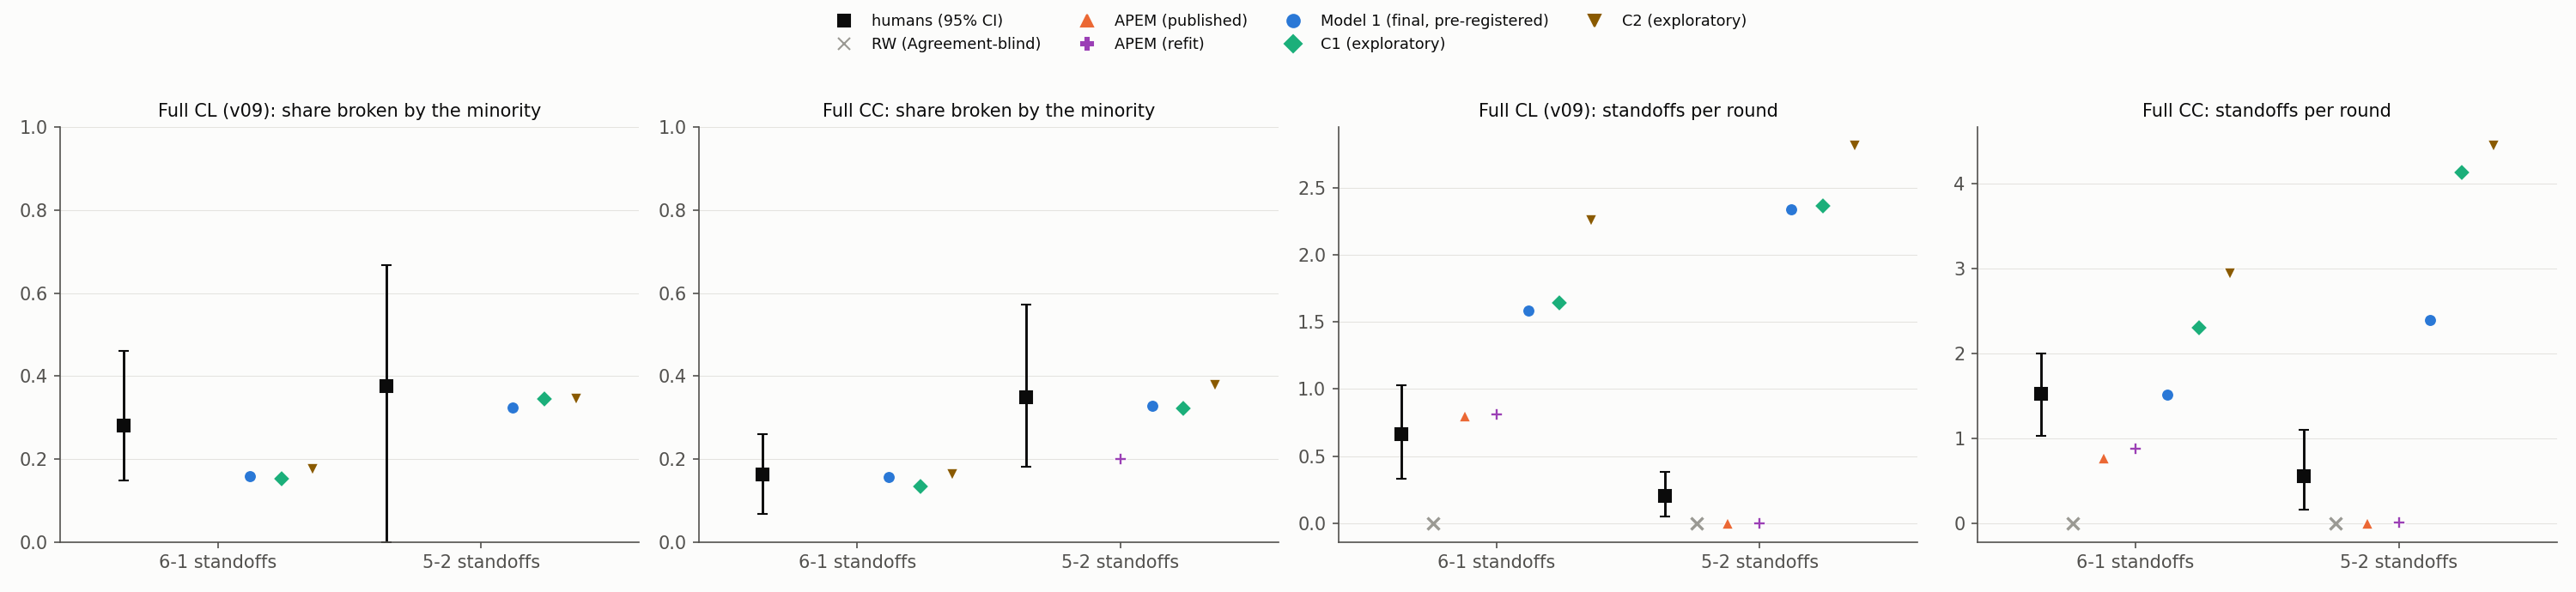 humans (95% CI)
RW (Agreement-blind)
APEM (published)
APEM (refit)
Model 1 (final, pre-registered)
C1 (exploratory)
C2 (exploratory)
Full CL (v09): share broken by the minority
1.0
0.8
0.6
0.4
0.2
0.0
6-1 standoffs
5-2 standoffs
Full CC: share broken by the minority
1.0
0.8
0.6
0.4
0.2
0.0
6-1 standoffs
5-2 standoffs
Full CL (v09): standoffs per round
2.5
2.0
1.5
1.0
0.5
0.0
6-1 standoffs
5-2 standoffs
Full CC: standoffs per round
4
3
2
1
0
6-1 standoffs
5-2 standoffs